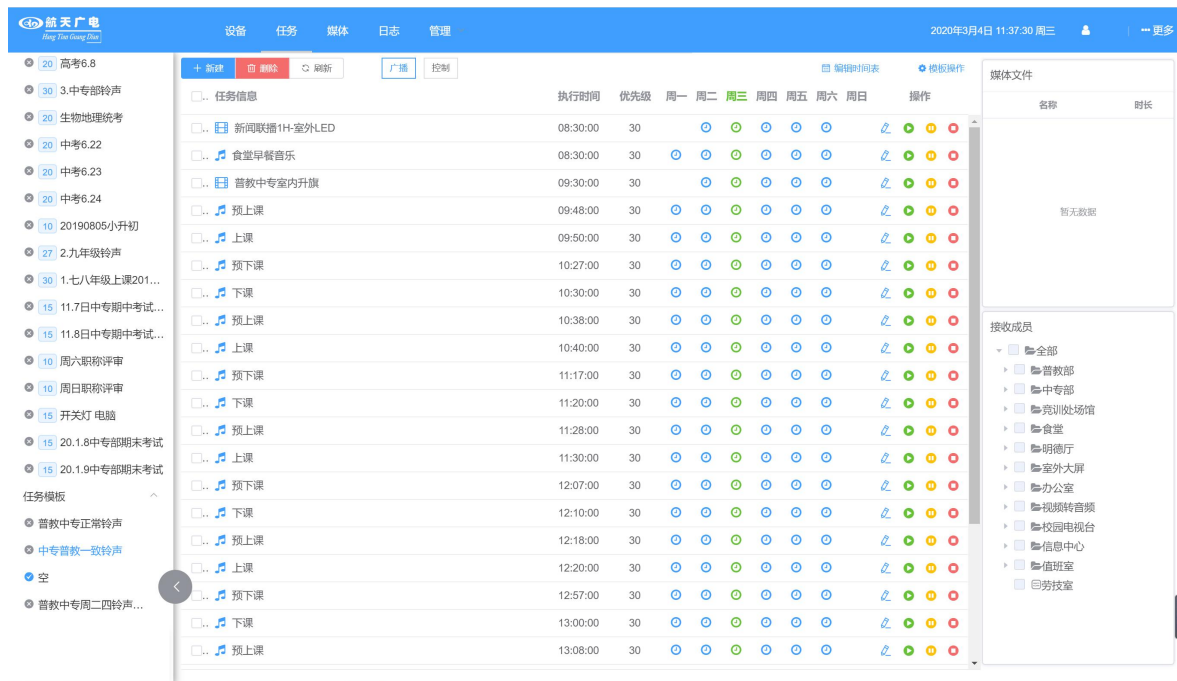 航天广电
Hang Tian Guang Dian
设备 任务 媒体 日志 管理
2020年3月4日 11:37:30 周三
更多
20 高考6.8
30 3.中专部铃声
20 生物地理统考
20 中考6.22
20 中考6.23
20 中考6.24
10 20190805小升初
27 2.九年级铃声
30 1.七八年级上课201...
15 11.7日中专期中考试...
15 11.8日中专期中考试...
10 周六职称评审
10 周日职称评审
15 开关灯 电脑
15 20.1.8中专部期末考试
15 20.1.9中专部期末考试
任务模板
普教中专正常铃声
中专普教一致铃声
空
普教中专周二四铃声...
+ 新建 删除 刷新 广播 控制 编辑时间表 模板操作
任务信息 执行时间 优先级 周一 周二 周三 周四 周五 周六 周日 操作
新闻联播1H-室外LED 08:30:00 30
食堂早餐音乐 08:30:00 30
普教中专室内升旗 09:30:00 30
预上课 09:48:00 30
上课 09:50:00 30
预下课 10:27:00 30
下课 10:30:00 30
预上课 10:38:00 30
上课 10:40:00 30
预下课 11:17:00 30
下课 11:20:00 30
预上课 11:28:00 30
上课 11:30:00 30
预下课 12:07:00 30
下课 12:10:00 30
预上课 12:18:00 30
上课 12:20:00 30
预下课 12:57:00 30
下课 13:00:00 30
预上课 13:08:00 30
媒体文件
名称 时长
暂无数据
接收成员
全部
普教部
中专部
竞训处场馆
食堂
明德厅
室外大屏
办公室
视频转音频
校园电视台
信息中心
值班室
劳技室